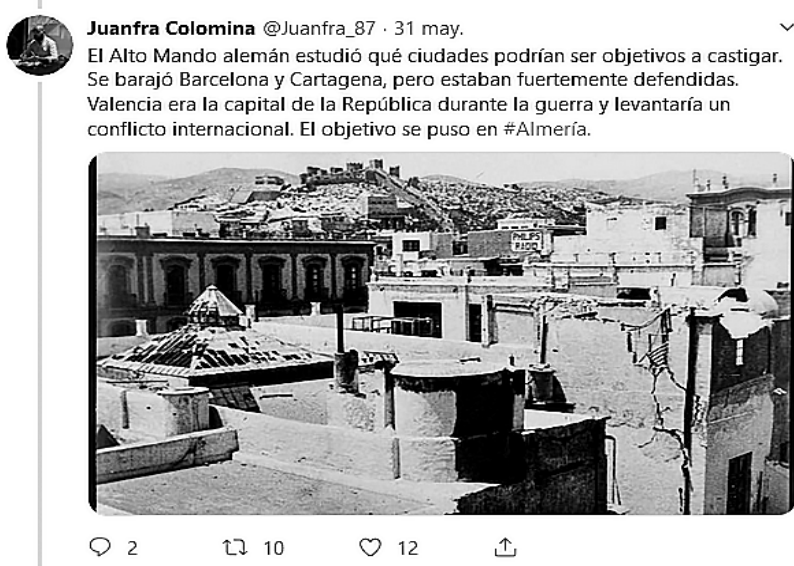 Juanfra Colomina @Juanfra_87 · 31 may.
El Alto Mando alemán estudió qué ciudades podrían ser objetivos a castigar.
Se barajó Barcelona y Cartagena, pero estaban fuertemente defendidas.
Valencia era la capital de la República durante la guerra y levantaría un
conflicto internacional. El objetivo se puso en #Almería.
PHILIPS
RADIO
2 10 12